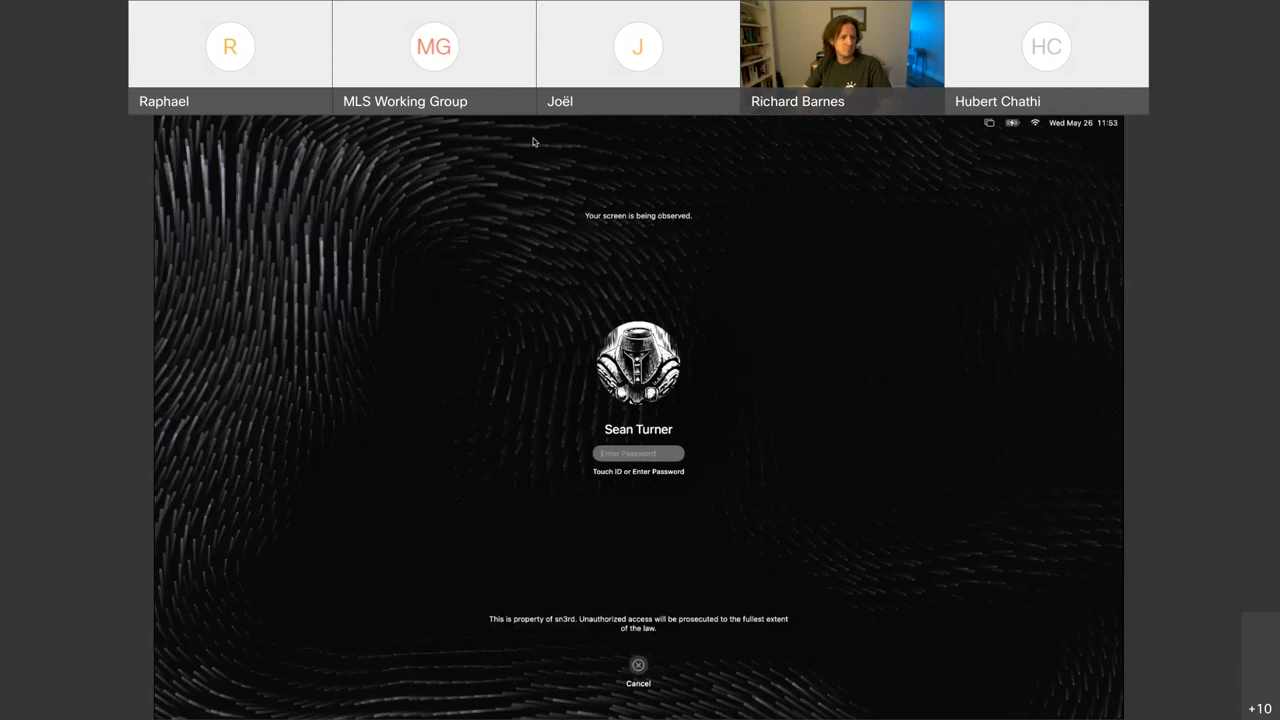 R
MG
J
HC
Raphael
MLS Working Group
Joël
Richard Barnes
Hubert Chathi
Wed May 26 11:53
Your screen is being observed.
Sean Turner
Enter Password
Touch ID or Enter Password
This is property of sn3rd. Unauthorized access will be prosecuted to the fullest extent
of the law.
Cancel
+10